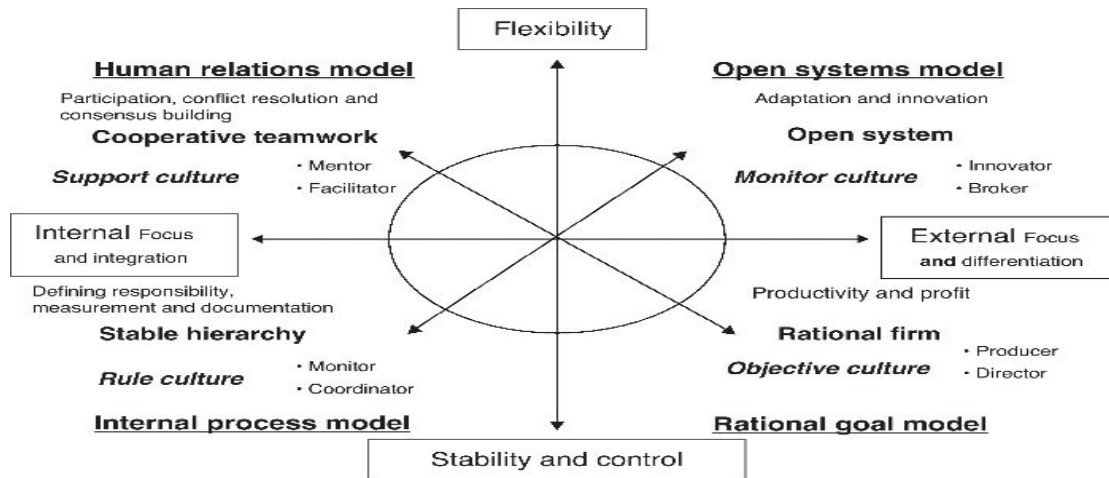 Flexibility
Human relations model
Participation, conflict resolution and
consensus building
Cooperative teamwork
Support culture
• Mentor
• Facilitator
Open systems model
Adaptation and innovation
Open system
Monitor culture
• Innovator
• Broker
Internal Focus
and integration
External Focus
and differentiation
Defining responsibility,
measurement and documentation
Stable hierarchy
Rule culture
• Monitor
• Coordinator
Internal process model
Productivity and profit
Rational firm
Objective culture
• Producer
• Director
Rational goal model
Stability and control